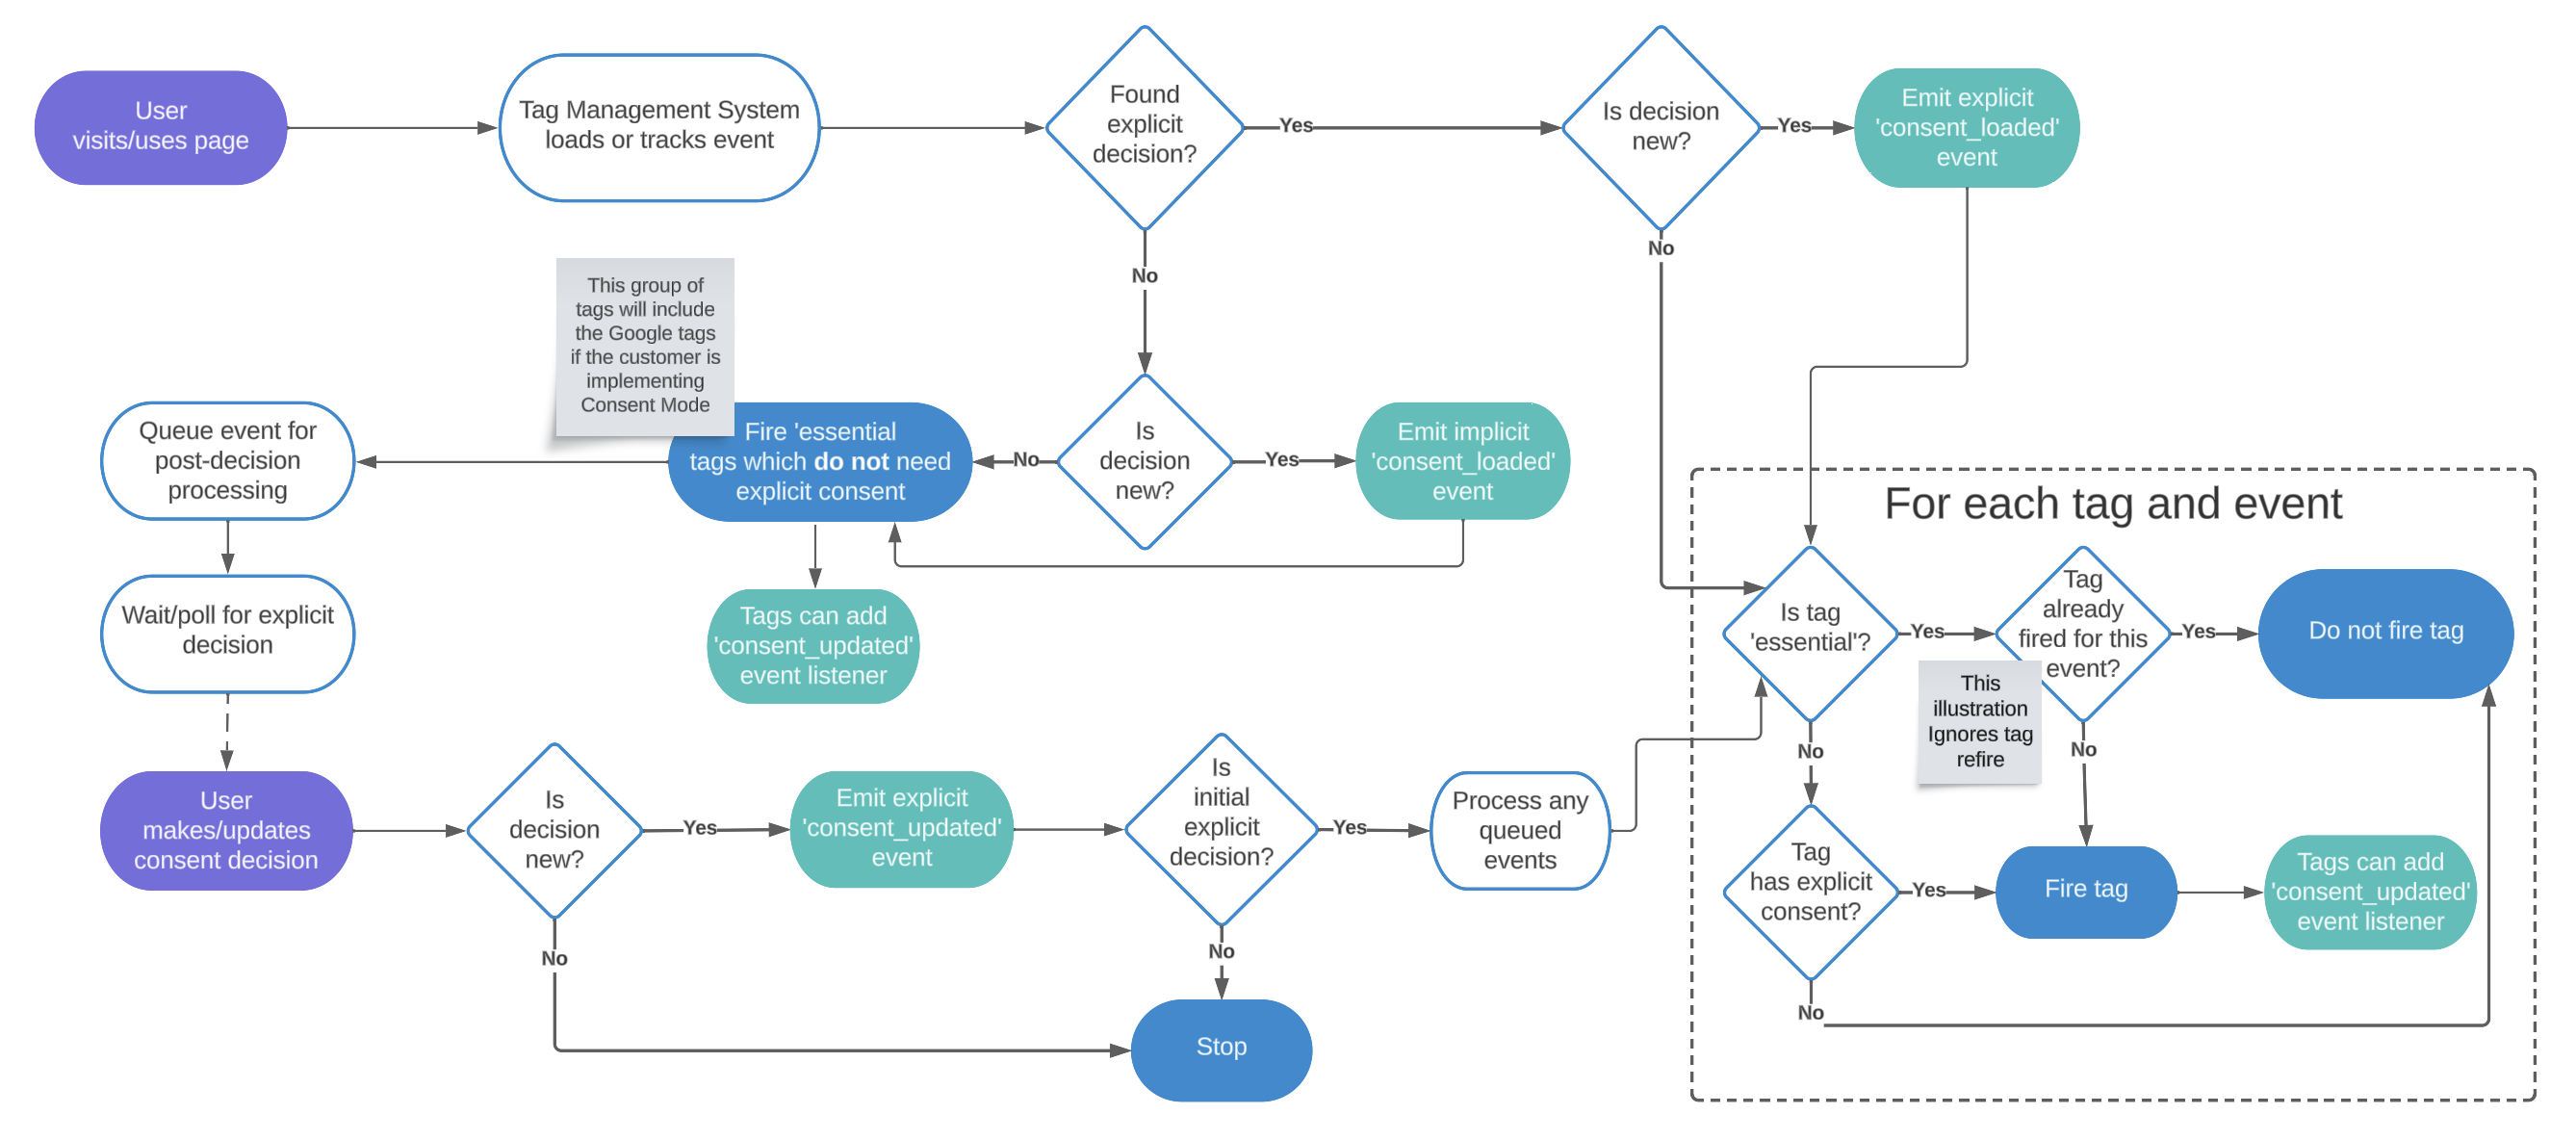 User
visits/uses page
Tag Management System
loads or tracks event
Found
explicit
decision?
Yes
Is decision
new?
Yes
Emit explicit
'consent_loaded'
event
No
No
This group of
tags will include
the Google tags
if the customer is
implementing
Consent Mode
Queue event for
post-decision
processing
Fire 'essential
tags which do not need
explicit consent
No
Is
decision
new?
Yes
Emit implicit
'consent_loaded'
event
Wait/poll for explicit
decision
Tags can add
'consent_updated'
event listener
User
makes/updates
consent decision
Is
decision
new?
Yes
Emit explicit
'consent_updated'
event
Is
initial
explicit
decision?
Yes
Process any
queued
events
No
No
Stop
For each tag and event
Is tag
'essential'?
Yes
Tag
already
fired for this
event?
Yes
Do not fire tag
This
illustration
Ignores tag
refire
No
No
Tag
has explicit
consent?
Yes
Fire tag
Tags can add
'consent_updated'
event listener
No